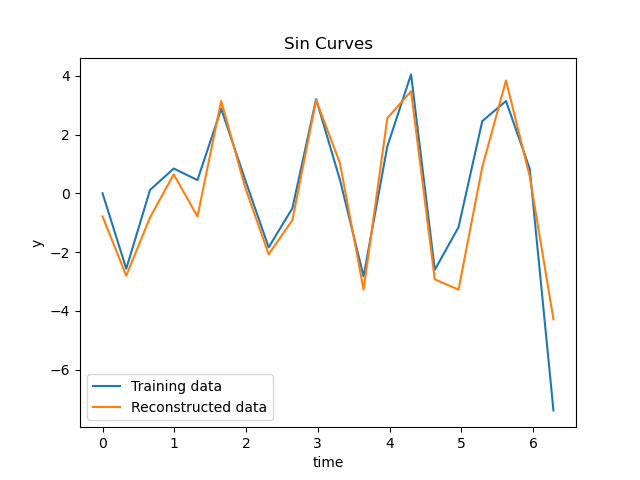 Sin Curves
4
2
0
−2
−4
−6
y
Training data
Reconstructed data
0 1 2 3 4 5 6
time